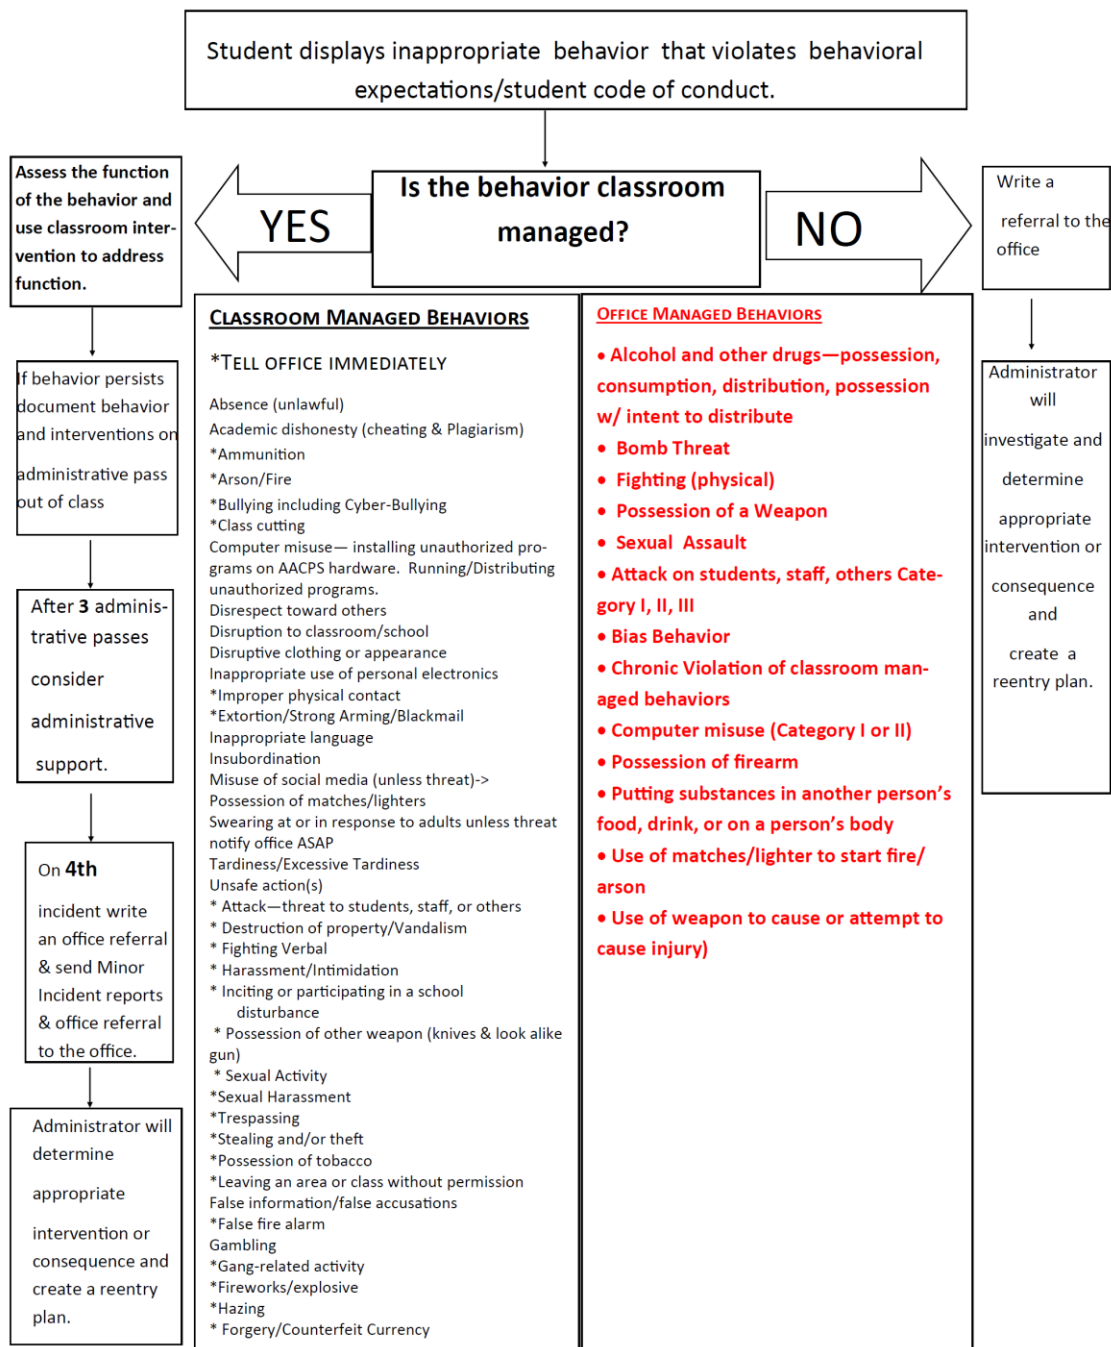 Student displays inappropriate behavior that violates behavioral
expectations/student code of conduct.
Is the behavior classroom
managed?
YES
NO
Assess the function
of the behavior and
use classroom inter-
vention to address
function.
If behavior persists
document behavior
and interventions on
administrative pass
out of class
After 3 adminis-
trative passes
consider
administrative
support.
On 4th
incident write
an office referral
& send Minor
Incident reports
& office referral
to the office.
Administrator will
determine
appropriate
intervention or
consequence and
create a reentry
plan.
CLASSROOM MANAGED BEHAVIORS
*TELL OFFICE IMMEDIATELY
Absence (unlawful)
Academic dishonesty (cheating & Plagiarism)
*Ammunition
*Arson/Fire
*Bullying including Cyber-Bullying
*Class cutting
Computer misuse— installing unauthorized pro-
grams on AACPS hardware. Running/Distributing
unauthorized programs.
Disrespect toward others
Disruption to classroom/school
Disruptive clothing or appearance
Inappropriate use of personal electronics
*Improper physical contact
*Extortion/Strong Arming/Blackmail
Inappropriate language
Insubordination
Misuse of social media (unless threat)->
Possession of matches/lighters
Swearing at or in response to adults unless threat
notify office ASAP
Tardiness/Excessive Tardiness
Unsafe action(s)
* Attack—threat to students, staff, or others
* Destruction of property/Vandalism
* Fighting Verbal
* Harassment/Intimidation
* Inciting or participating in a school
disturbance
* Possession of other weapon (knives & look alike
gun)
* Sexual Activity
*Sexual Harassment
*Trespassing
*Stealing and/or theft
*Possession of tobacco
*Leaving an area or class without permission
False information/false accusations
*False fire alarm
Gambling
*Gang-related activity
*Fireworks/explosive
*Hazing
* Forgery/Counterfeit Currency
OFFICE MANAGED BEHAVIORS
• Alcohol and other drugs—possession,
consumption, distribution, possession
w/ intent to distribute
• Bomb Threat
• Fighting (physical)
• Possession of a Weapon
• Sexual Assault
• Attack on students, staff, others Cate-
gory I, II, III
• Bias Behavior
• Chronic Violation of classroom man-
aged behaviors
• Computer misuse (Category I or II)
• Possession of firearm
• Putting substances in another person's
food, drink, or on a person's body
• Use of matches/lighter to start fire/
arson
• Use of weapon to cause or attempt to
cause injury)
Write a
referral to the
office
Administrator
will
investigate and
determine
appropriate
intervention or
consequence
and
create a
reentry plan.